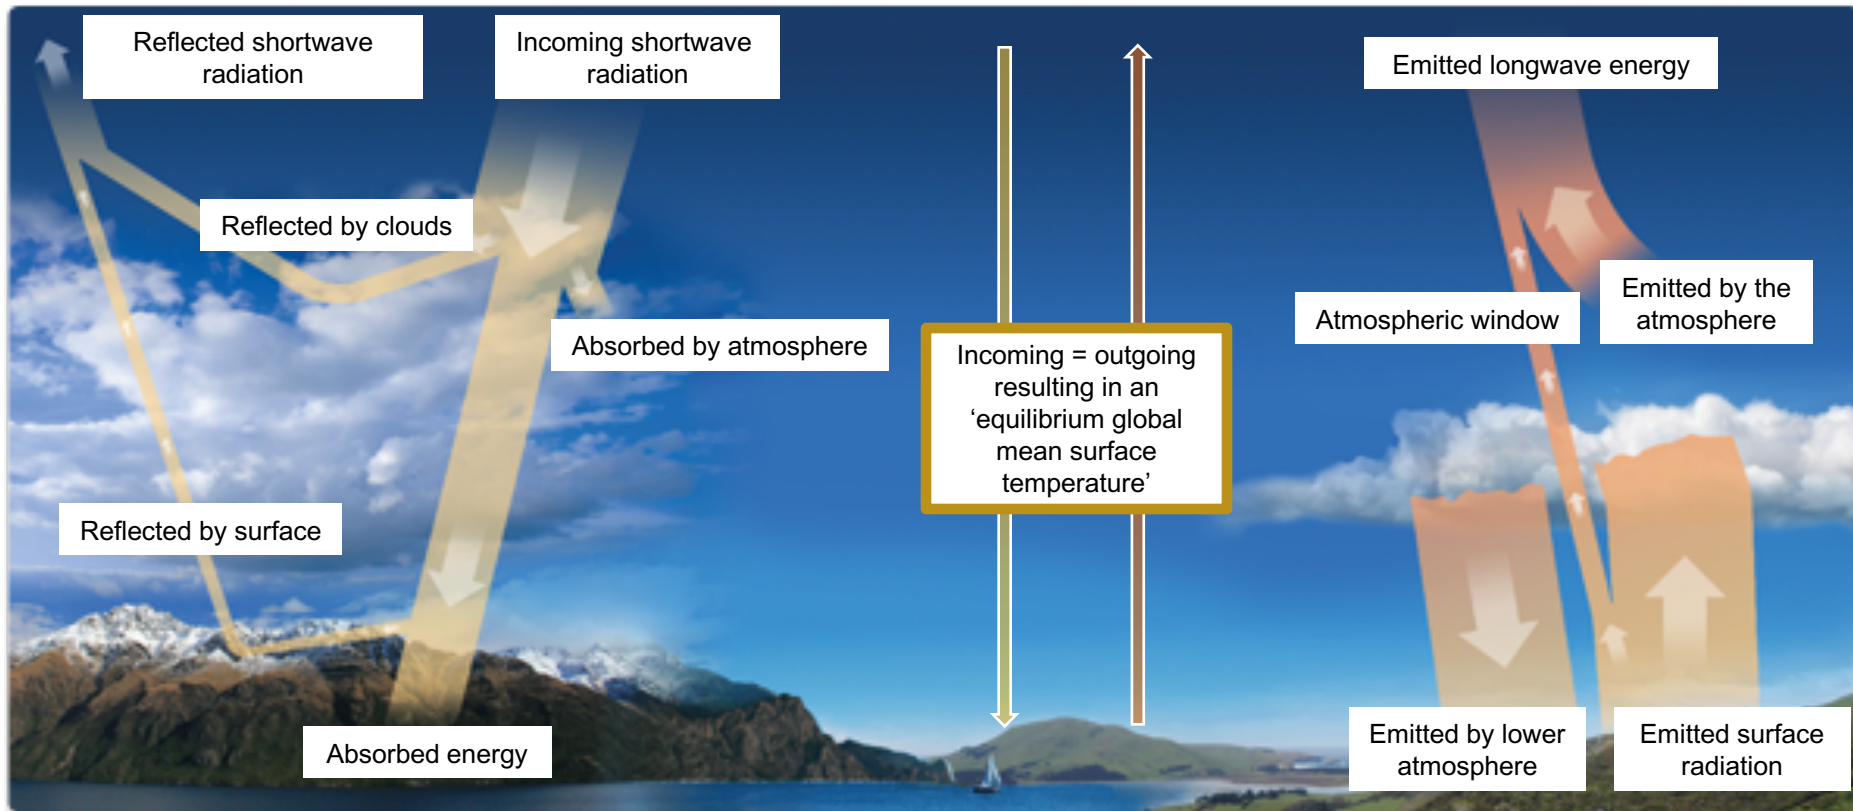 Reflected shortwave
radiation
Incoming shortwave
radiation
Emitted longwave energy
Reflected by clouds
Absorbed by atmosphere
Atmospheric window
Emitted by the
atmosphere
Incoming = outgoing
resulting in an
‘equilibrium global
mean surface
temperature’
Reflected by surface
Absorbed energy
Emitted by lower
atmosphere
Emitted surface
radiation